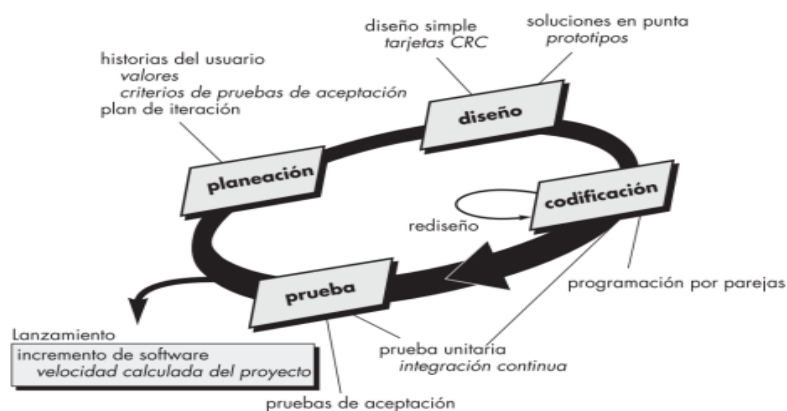 diseño simple
tarjetas CRC
soluciones en punta
prototipos
historias del usuario
valores
criterios de pruebas de aceptación
plan de iteración
diseño
planeación
codificación
rediseño
prueba
programación por parejas
Lanzamiento
incremento de software
velocidad calculada del proyecto
prueba unitaria
integración continua
pruebas de aceptación